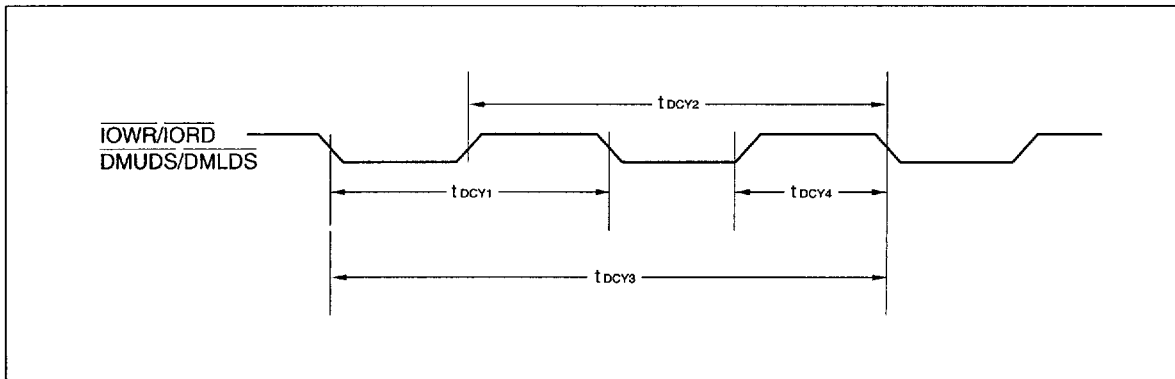 tDCY2
IOWR/IORD
DMUDS/DMLDS
tDCY1
tDCY4
tDCY3